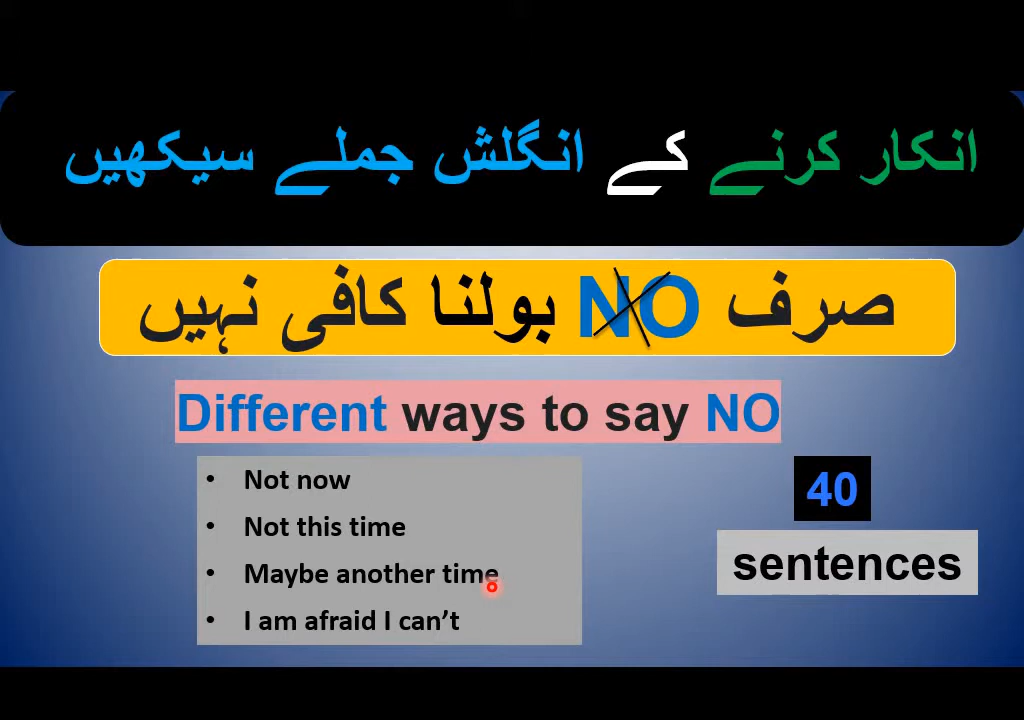 انکار کرنے کے انگلش جملے سیکھیں
صرف NO بولنا کافی نہیں
Different ways to say NO
• Not now
• Not this time
• Maybe another time
• I am afraid I can’t
40
sentences